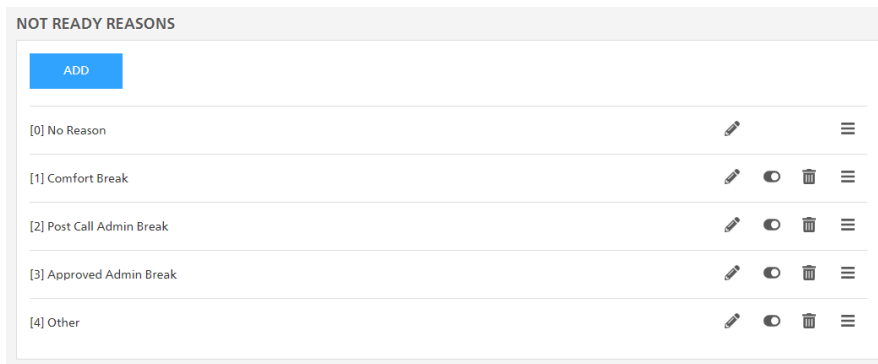 NOT READY REASONS
ADD
[0] No Reason
[1] Comfort Break
[2] Post Call Admin Break
[3] Approved Admin Break
[4] Other